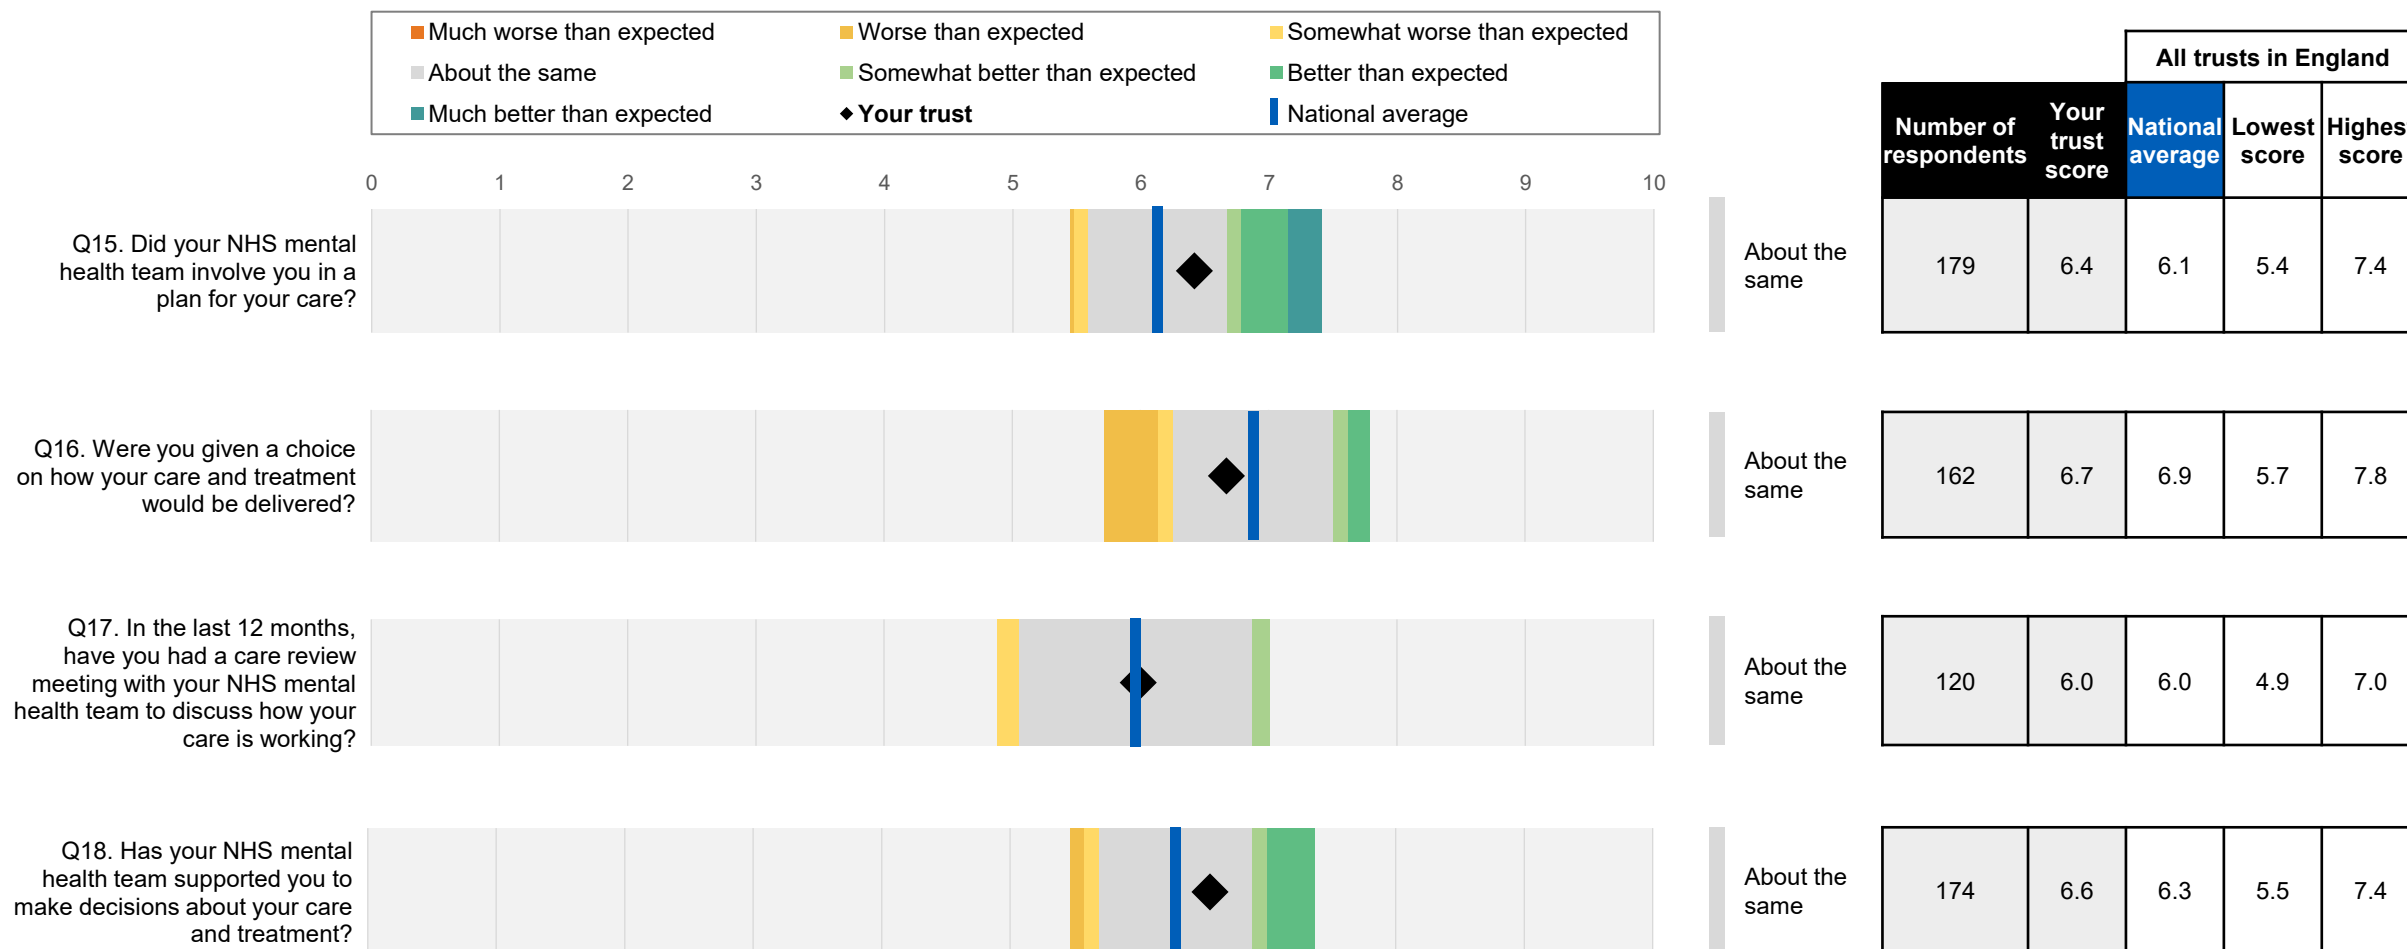 Much worse than expected
Worse than expected
Somewhat worse than expected
About the same
Somewhat better than expected
Better than expected
Much better than expected
Your trust
National average
All trusts in England
Number of
respondents
Your
trust
score
National
average
Lowest
score
Highes
score
0 1 2 3 4 5 6 7 8 9 10
Q15. Did your NHS mental
health team involve you in a
plan for your care?
About the
same
179 6.4 6.1 5.4 7.4
Q16. Were you given a choice
on how your care and treatment
would be delivered?
About the
same
162 6.7 6.9 5.7 7.8
Q17. In the last 12 months,
have you had a care review
meeting with your NHS mental
health team to discuss how your
care is working?
About the
same
120 6.0 6.0 4.9 7.0
Q18. Has your NHS mental
health team supported you to
make decisions about your care
and treatment?
About the
same
174 6.6 6.3 5.5 7.4